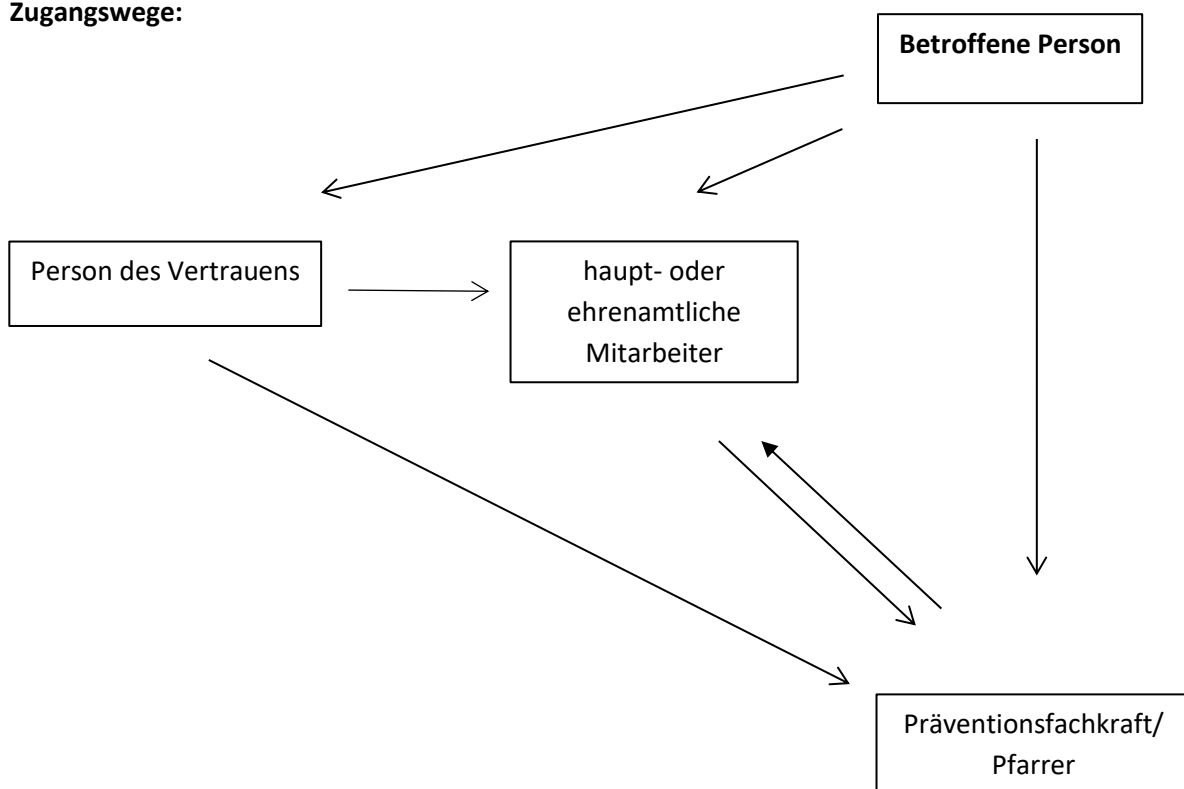 Zugangswege:
Betroffene Person
Person des Vertrauens
haupt- oder
ehrenamtliche
Mitarbeiter
Präventionsfachkraft/
Pfarrer